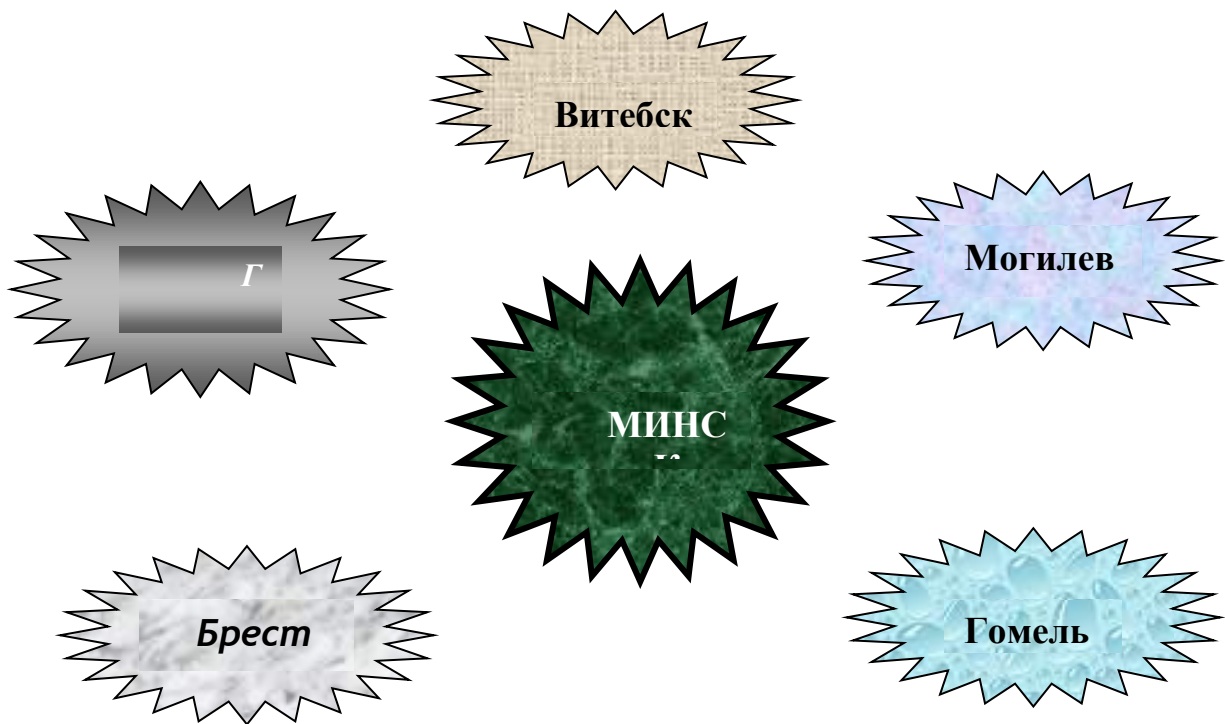 Витебск
Могилев
Г
МИНС
К
Брест
Гомель